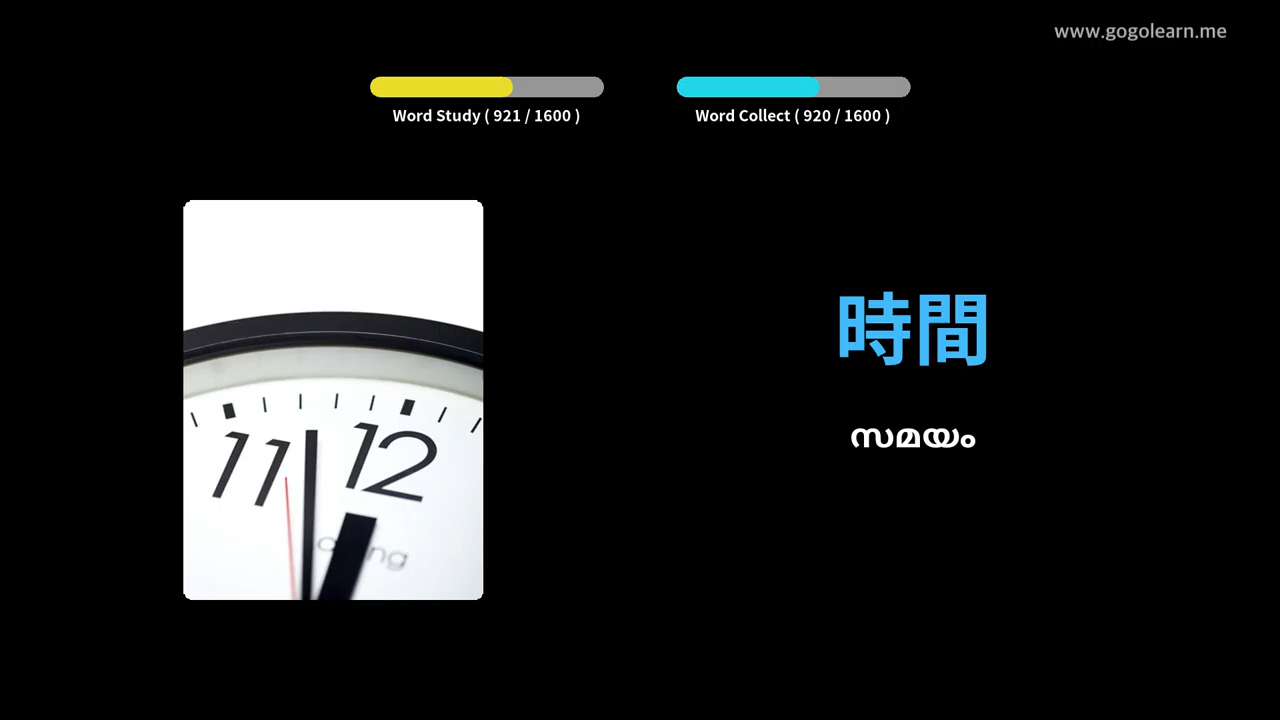 www.gogolearn.me
Word Study ( 921 / 1600 )
Word Collect ( 920 / 1600 )
時間
സമയം
11
12